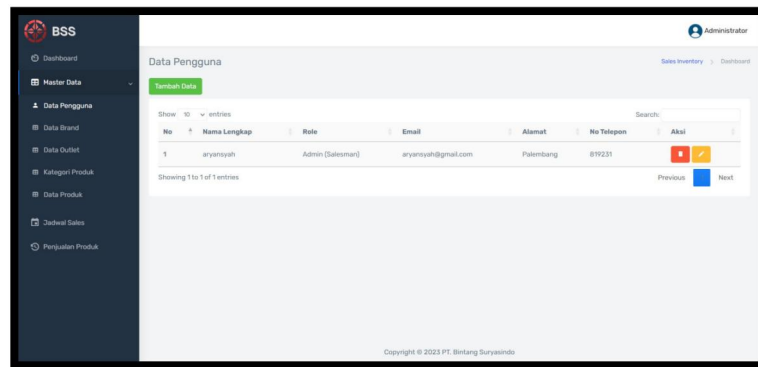 BSS
Administrator
Dashboard
Master Data
Data Pengguna
Data Brand
Data Outlet
Kategori Produk
Data Produk
Jadwal Sales
Penjualan Produk
Data Pengguna
Sales Inventory > Dashboard
Tambah Data
Show 10 entries
Search:
No Nama Lengkap Role Email Alamat No Telepon Aksi
1 aryansyah Admin (Salesman) aryansyah@gmail.com Palembang 819231
Showing 1 to 1 of 1 entries
Previous Next
Copyright © 2023 PT. Bintang Suryasindo